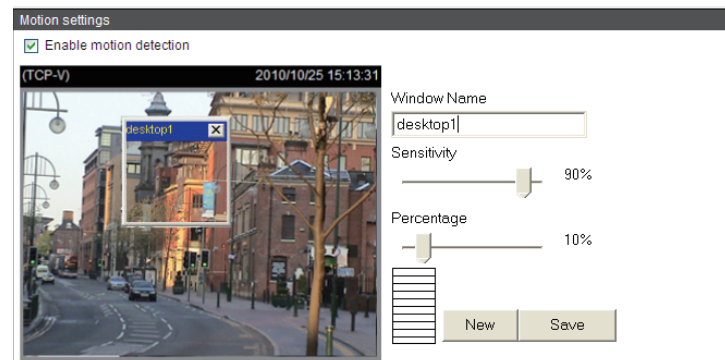 Motion settings
Enable motion detection
(TCP-V) 2010/10/25 15:13:31
desktop1
Window Name
desktop1
Sensitivity
90%
Percentage
10%
New Save